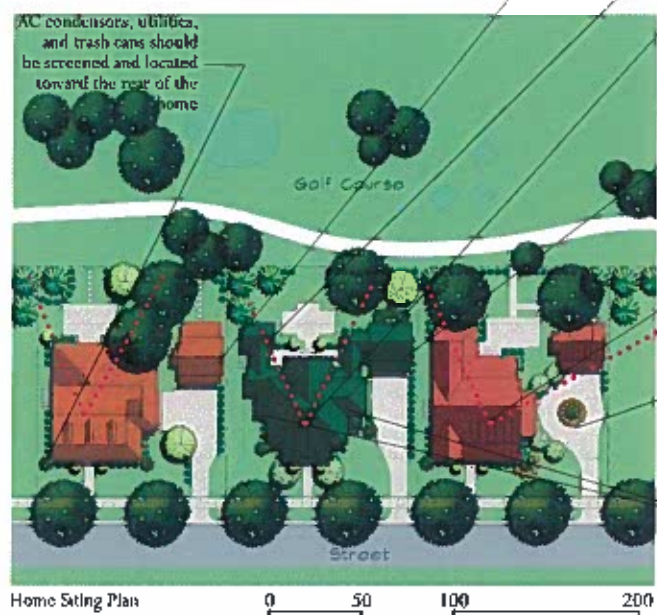 AC condensors, utilities,
and trash cans should
be screened and located
toward the rear of the
home
Golf Course
Street
Home Siting Plan
0 50 100 200